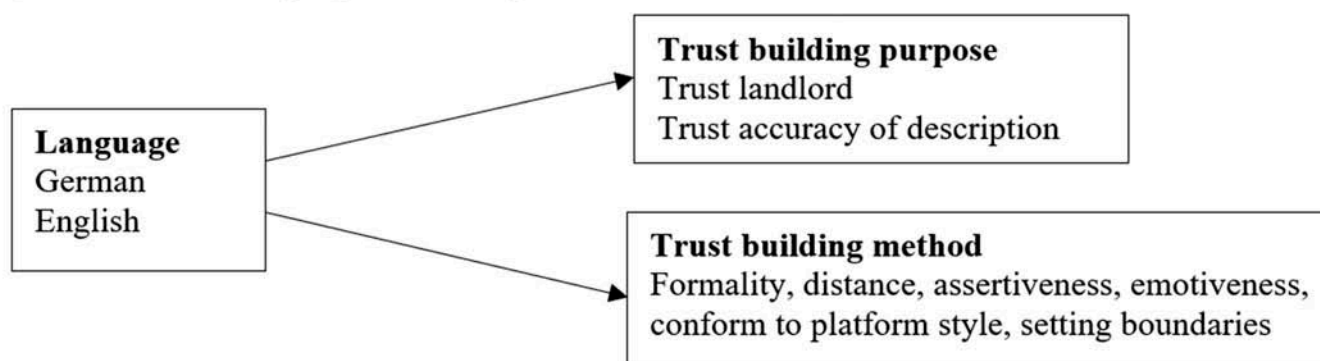 Trust building purpose
Trust landlord
Trust accuracy of description
Language
German
English
Trust building method
Formality, distance, assertiveness, emotiveness,
conform to platform style, setting boundaries